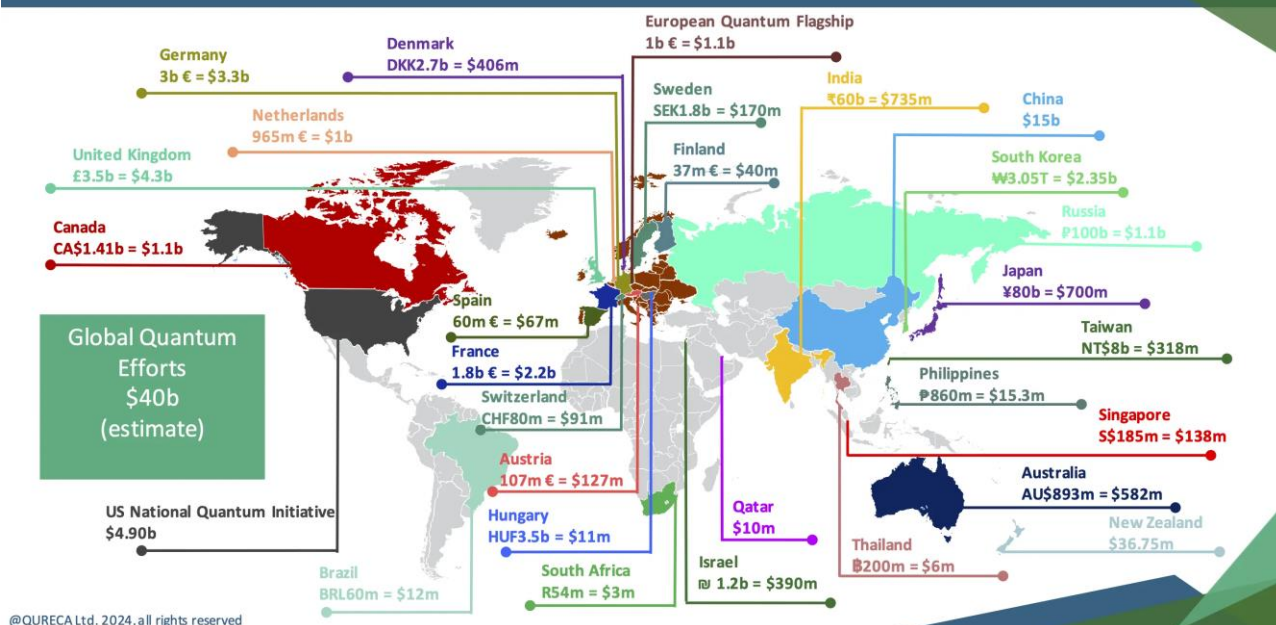 European Quantum Flagship
1b € = $1.1b
Denmark
DKK2.7b = $406m
Germany
3b € = $3.3b
Sweden
SEK1.8b = $170m
India
₹60b = $735m
China
$15b
Netherlands
965m € = $1b
Finland
37m € = $40m
United Kingdom
£3.5b = $4.3b
South Korea
₩3.05T = $2.35b
Russia
₽100b = $1.1b
Canada
CA$1.41b = $1.1b
Japan
¥80b = $700m
Spain
60m € = $67m
Global Quantum
Efforts
$40b
(estimate)
Taiwan
NT$8b = $318m
France
1.8b € = $2.2b
Philippines
₱860m = $15.3m
Switzerland
CHF80m = $91m
Singapore
S$185m = $138m
Austria
107m € = $127m
Australia
AU$893m = $582m
US National Quantum Initiative
$4.90b
Qatar
$10m
Hungary
HUF3.5b = $11m
New Zealand
$36.75m
Thailand
฿200m = $6m
Israel
₪ 1.2b = $390m
South Africa
R54m = $3m
Brazil
BRL60m = $12m
@QURECA Ltd. 2024, all rights reserved